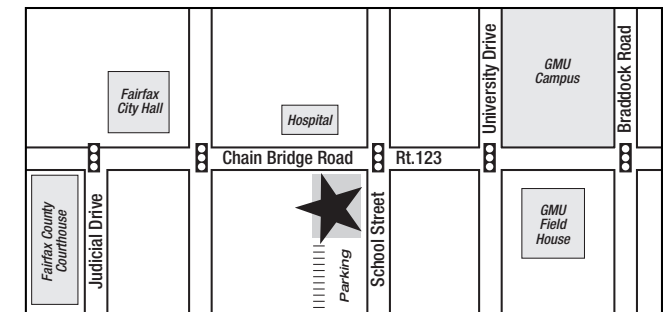 Fairfax
City Hall
Hospital
University Drive
GMU
Campus
Braddock Road
Chain Bridge Road
Rt.123
Fairfax County
Courthouse
Judicial Drive
Parking
School Street
GMU
Field
House